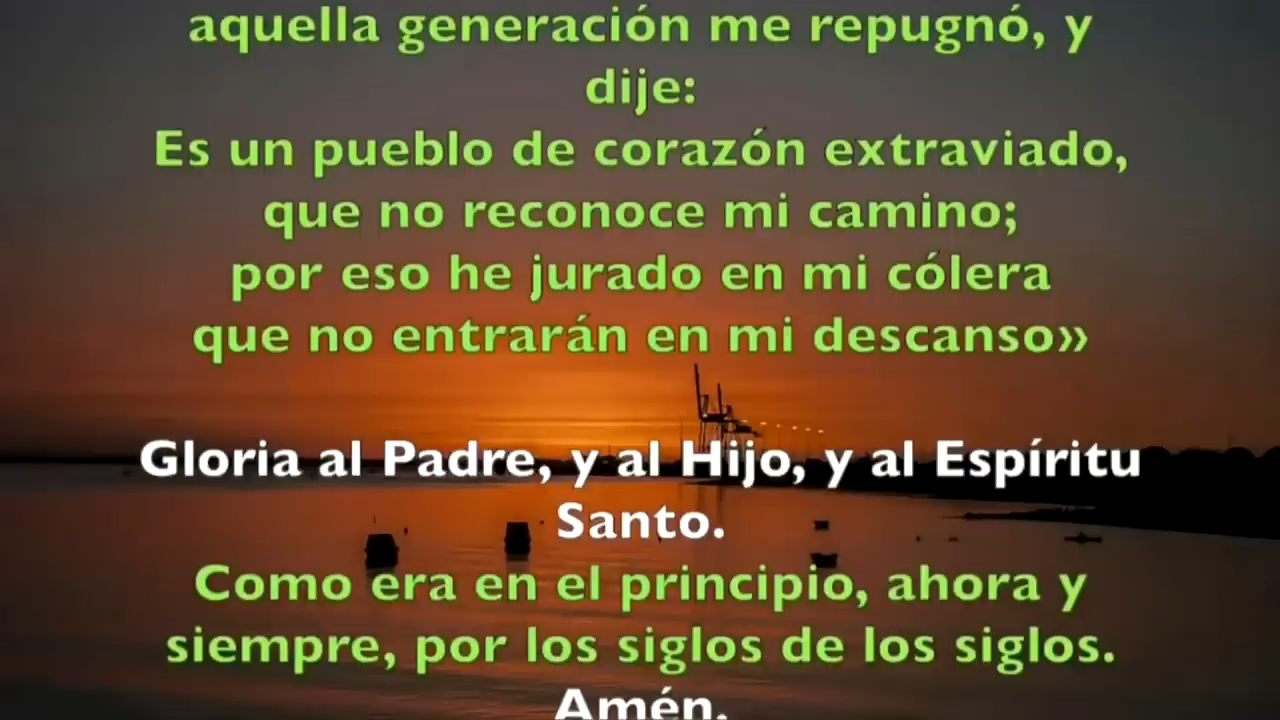 aquella generación me repugnó, y
dije:
Es un pueblo de corazón extraviado,
que no reconoce mi camino;
por eso he jurado en mi cólera
que no entrarán en mi descanso»
Gloria al Padre, y al Hijo, y al Espíritu
Santo.
Como era en el principio, ahora y
siempre, por los siglos de los siglos.
Amén.